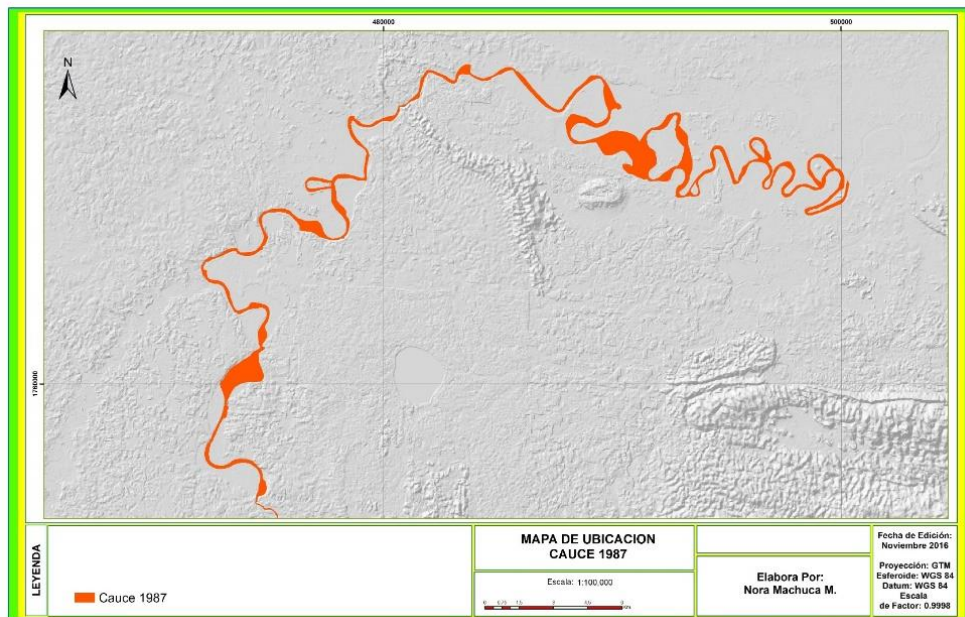 480000
500000
N
1760000
LEYENDA
Cauce 1987
MAPA DE UBICACION
CAUCE 1987
Escala: 1:100,000
Elabora Por:
Nora Machuca M.
Fecha de Edición:
Noviembre 2016
Proyección: GTM
Esferoide: WGS 84
Datum: WGS 84
Escala
de Factor: 0.9998